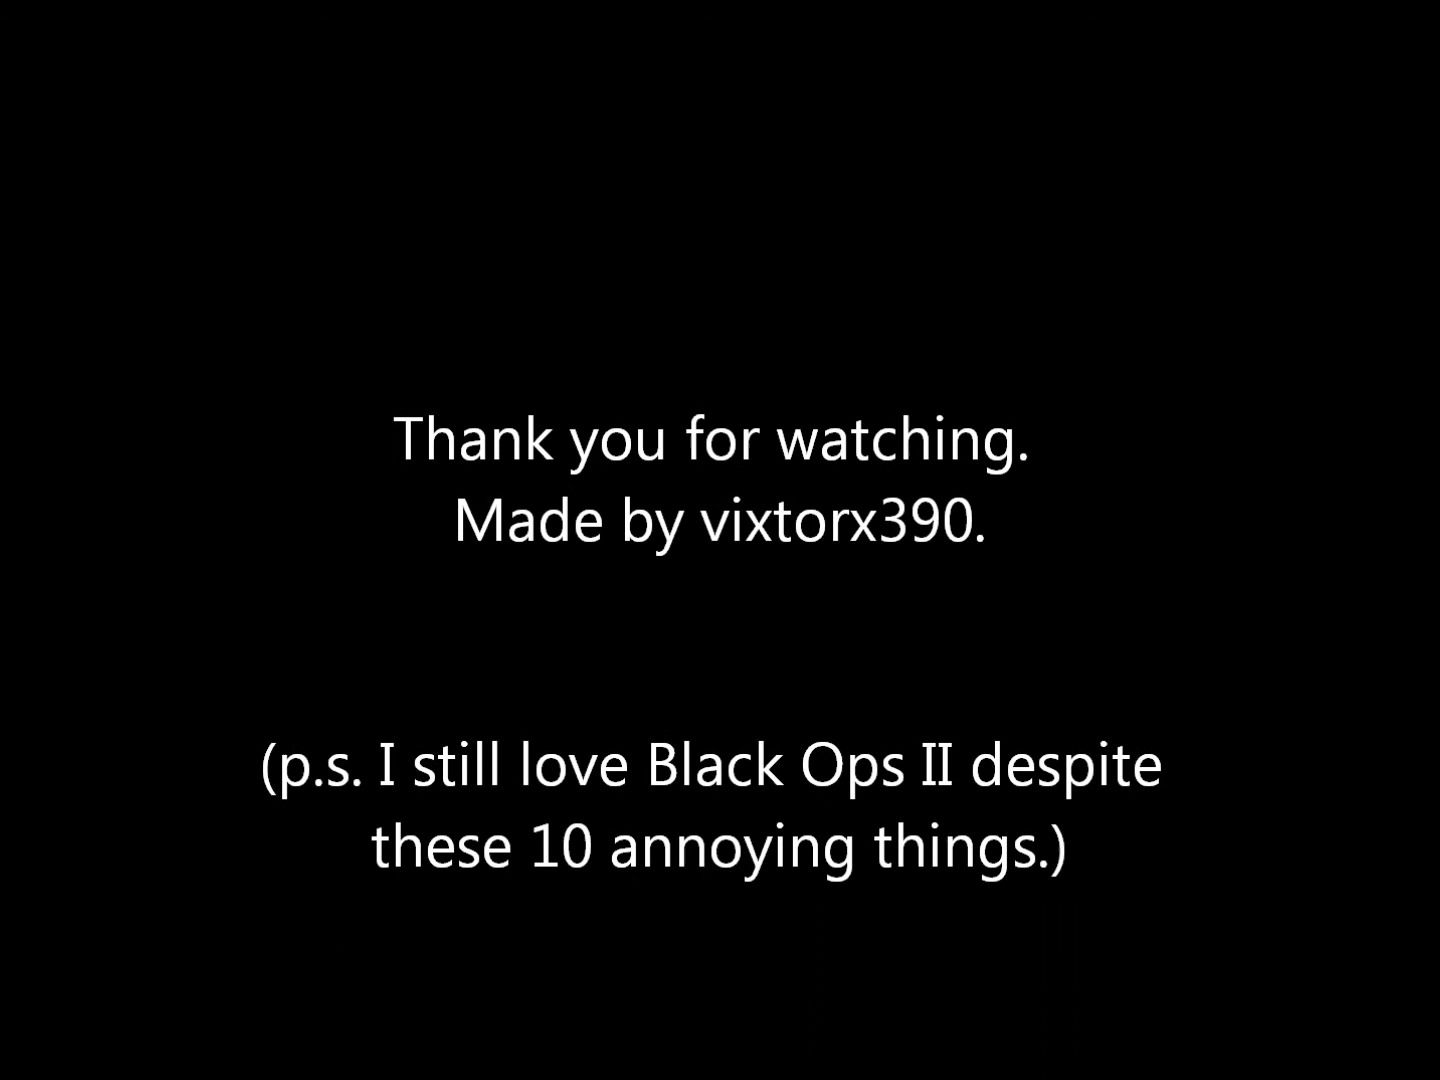 Thank you for watching.
Made by vixtorx390.
(p.s. I still love Black Ops II despite
these 10 annoying things.)